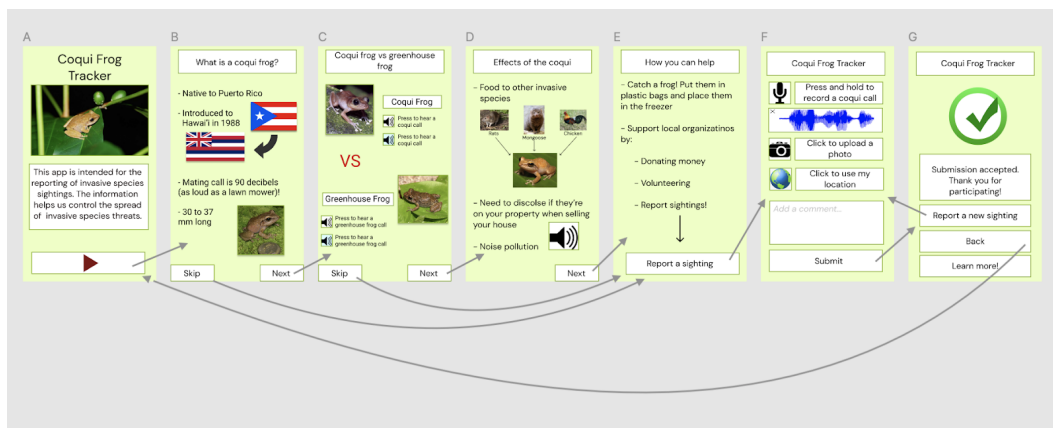 A
B
C
D
E
F
G
Coqui Frog
Tracker
This app is intended for the
reporting of invasive species
sightings. The information
helps us control the spread
of invasive species threats.
What is a coqui frog?
- Native to Puerto Rico
- Introduced to
Hawai'i in 1988
- Mating call is 90 decibels
(as loud as a lawn mower)!
- 30 to 37
mm long
Skip
Next
Coqui frog vs greenhouse
frog
Coqui Frog
Press to hear a
coqui call
Press to hear a
coqui call
VS
Greenhouse Frog
Press to hear a
greenhouse frog call
Press to hear a
greenhouse frog call
Skip
Next
Effects of the coqui
- Food to other invasive
species
Rats
Mongoose
Chicken
- Need to discolse if they're
on your property when selling
your house
- Noise pollution
Next
How you can help
- Catch a frog! Put them in
plastic bags and place them
in the freezer
- Support local organizatinos
by:
- Donating money
- Volunteering
- Report sightings!
Report a sighting
Coqui Frog Tracker
Press and hold to
record a coqui call
Click to upload a
photo
Click to use my
location
Add a comment...
Submit
Coqui Frog Tracker
Submission accepted.
Thank you for
participating!
Report a new sighting
Back
Learn more!